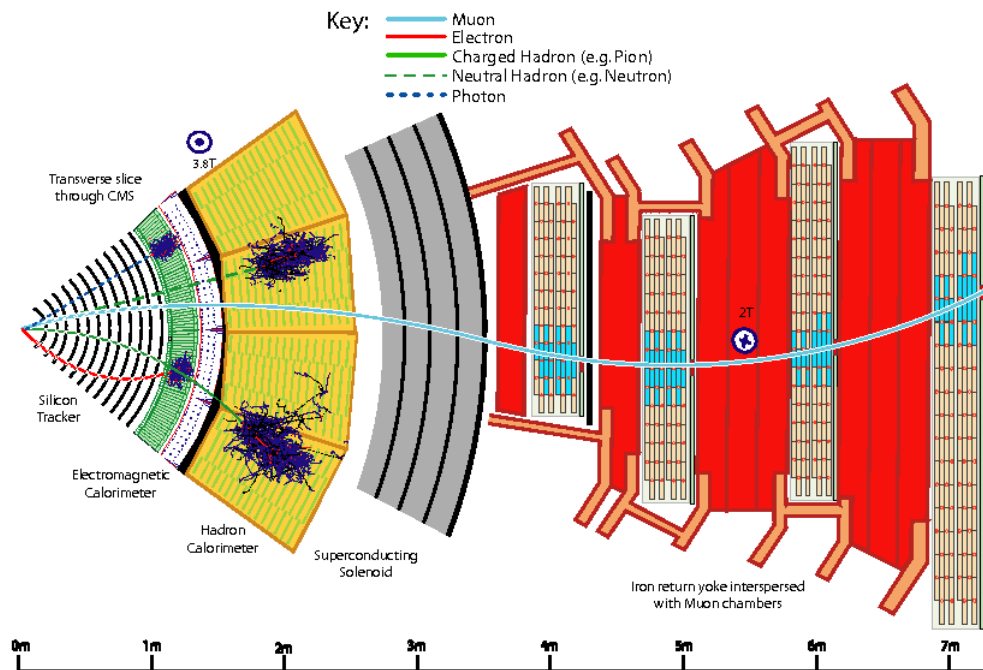 Key:
Muon
Electron
Charged Hadron (e.g. Pion)
Neutral Hadron (e.g. Neutron)
Photon
3.8T
Transverse slice
through CMS
2T
Silicon
Tracker
Electromagnetic
Calorimeter
Hadron
Calorimeter
Superconducting
Solenoid
Iron return yoke interspersed
with Muon chambers
0m 1m 2m 3m 4m 5m 6m 7m